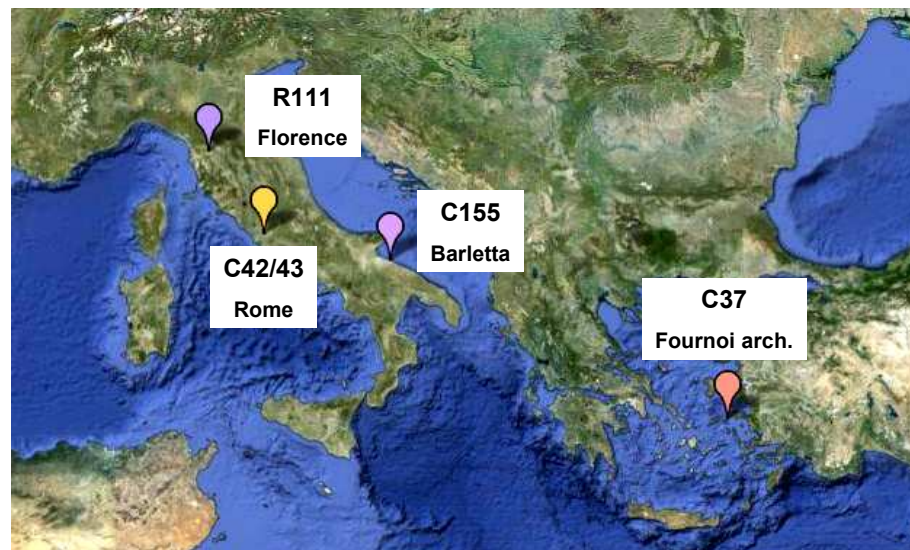 R111
Florence
C155
Barletta
C42/43
Rome
C37
Fournoi arch.